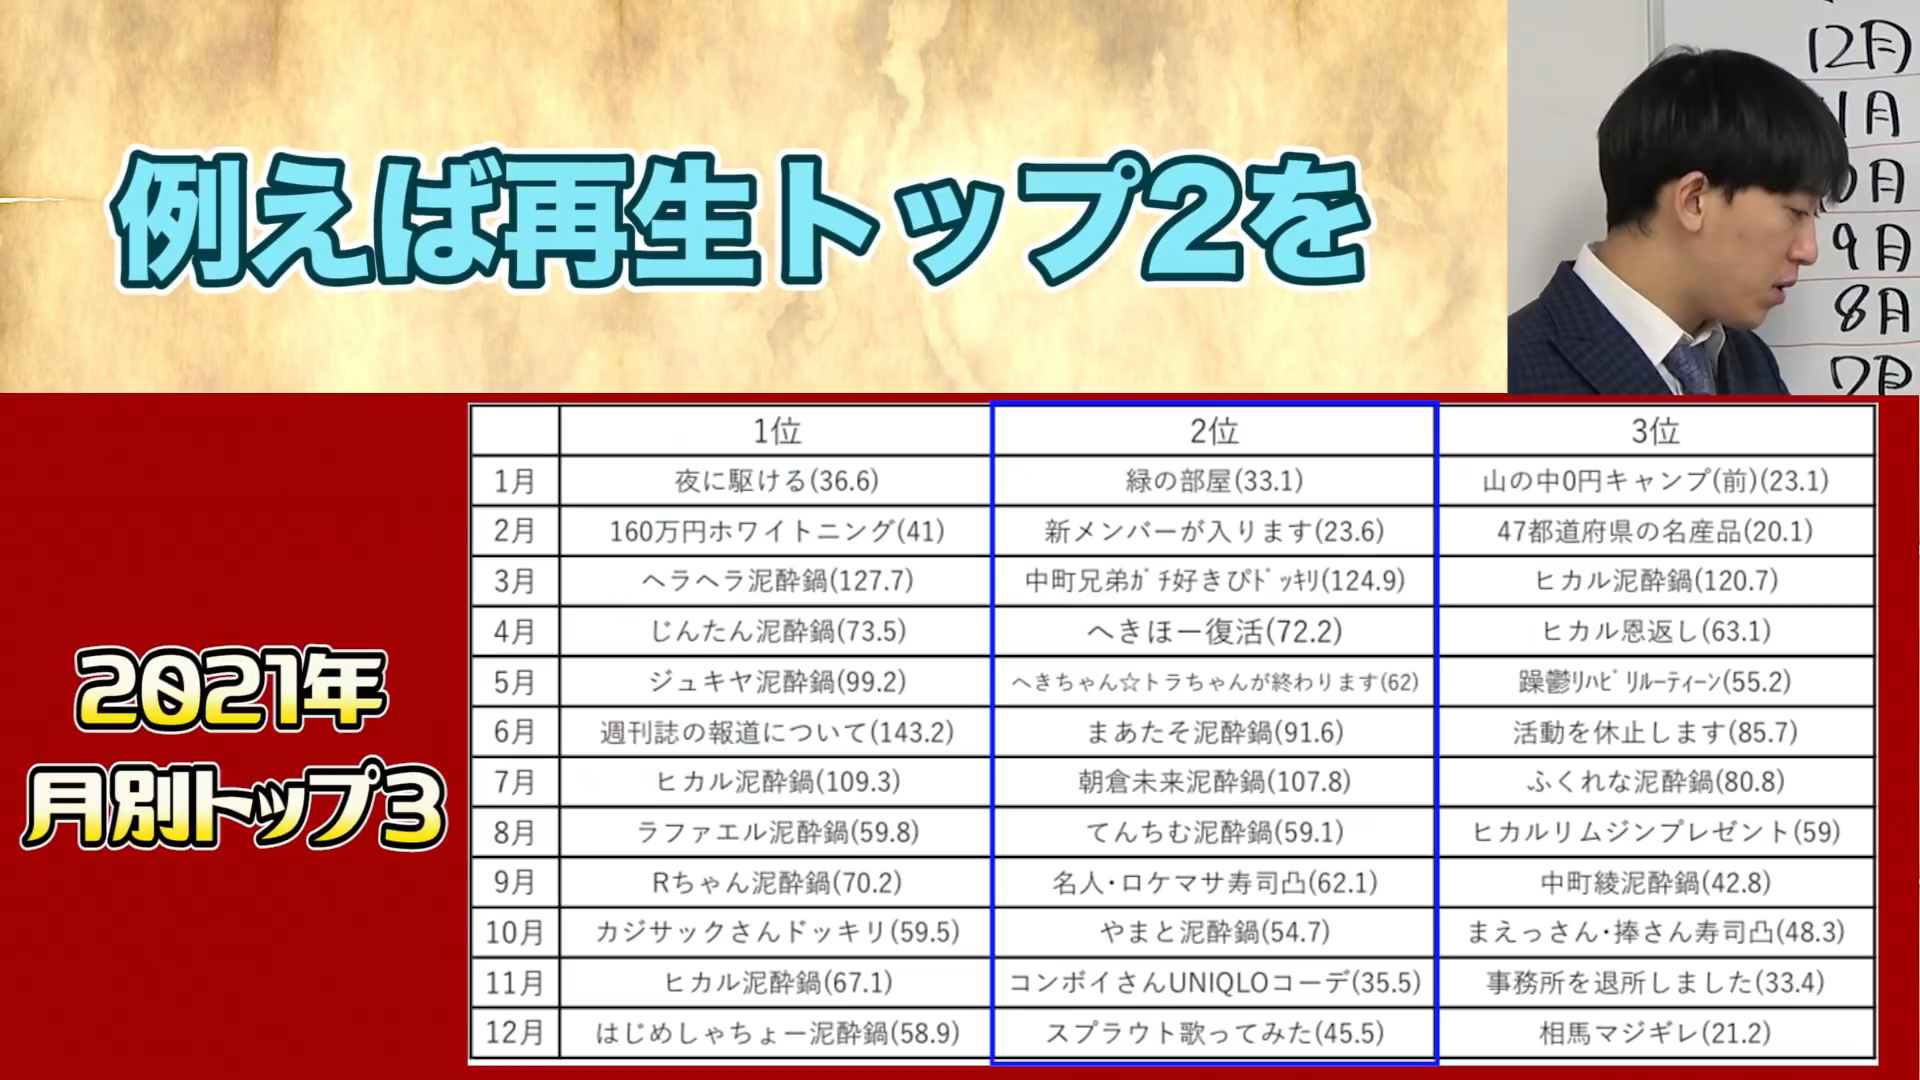 例えば再生トップ2を
12月
11月
10月
9月
8月
7月
2021年
月別トップ3
1位 2位 3位
1月 夜に駆ける(36.6) 緑の部屋(33.1) 山の中0円キャンプ(前)(23.1)
2月 160万円ホワイトニング(41) 新メンバーが入ります(23.6) 47都道府県の名産品(20.1)
3月 ヘラヘラ泥酔鍋(127.7) 中町兄弟ｶﾞﾁ好きぴﾄﾞｯｷﾘ(124.9) ヒカル泥酔鍋(120.7)
4月 じんたん泥酔鍋(73.5) へきほー復活(72.2) ヒカル恩返し(63.1)
5月 ジュキヤ泥酔鍋(99.2) へきちゃん☆トラちゃんが終わります(62) 躁鬱ﾘﾊﾋﾞﾘﾙｰﾃｨｰﾝ(55.2)
6月 週刊誌の報道について(143.2) まあたそ泥酔鍋(91.6) 活動を休止します(85.7)
7月 ヒカル泥酔鍋(109.3) 朝倉未来泥酔鍋(107.8) ふくれな泥酔鍋(80.8)
8月 ラファエル泥酔鍋(59.8) てんちむ泥酔鍋(59.1) ヒカルリムジンプレゼント(59)
9月 Rちゃん泥酔鍋(70.2) 名人･ロケマサ寿司凸(62.1) 中町綾泥酔鍋(42.8)
10月 カジサックさんドッキリ(59.5) やまと泥酔鍋(54.7) まえっさん･捧さん寿司凸(48.3)
11月 ヒカル泥酔鍋(67.1) コンボイさんUNIQLOコーデ(35.5) 事務所を退所しました(33.4)
12月 はじめしゃちょー泥酔鍋(58.9) スプラウト歌ってみた(45.5) 相馬マジギレ(21.2)